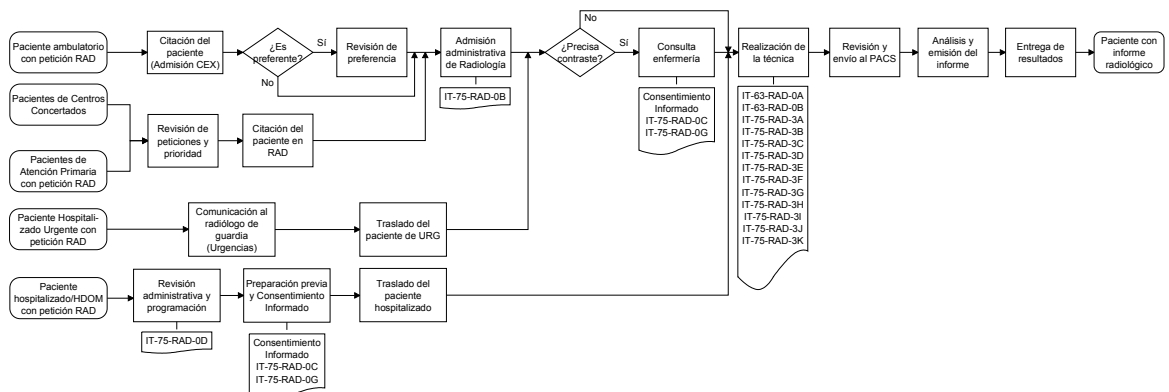 Paciente ambulatorio
con petición RAD
Citación del
paciente
(Admisión CEX)
¿Es
preferente?
Sí
No
Revisión de
preferencia
Admisión
administrativa
de Radiología
IT-75-RAD-0B
¿Precisa
contraste?
No
Sí
Consulta
enfermería
Consentimiento
Informado
IT-75-RAD-0C
IT-75-RAD-0G
Realización de
la técnica
IT-63-RAD-0A
IT-63-RAD-0B
IT-75-RAD-3A
IT-75-RAD-3B
IT-75-RAD-3C
IT-75-RAD-3D
IT-75-RAD-3E
IT-75-RAD-3F
IT-75-RAD-3G
IT-75-RAD-3H
IT-75-RAD-3I
IT-75-RAD-3J
IT-75-RAD-3K
Revisión y
envío al PACS
Análisis y
emisión del
informe
Entrega de
resultados
Paciente con
informe
radiológico
Pacientes de Centros
Concertados
Pacientes de
Atención Primaria
con petición RAD
Revisión de
peticiones y
prioridad
Citación del
paciente en
RAD
Paciente Hospitali-
zado Urgente con
petición RAD
Comunicación al
radiólogo de
guardia
(Urgencias)
Traslado del
paciente de URG
Paciente
hospitalizado/HDOM
con petición RAD
Revisión
administrativa y
programación
IT-75-RAD-0D
Preparación previa
y Consentimiento
Informado
Consentimiento
Informado
IT-75-RAD-0C
IT-75-RAD-0G
Traslado del
paciente
hospitalizado